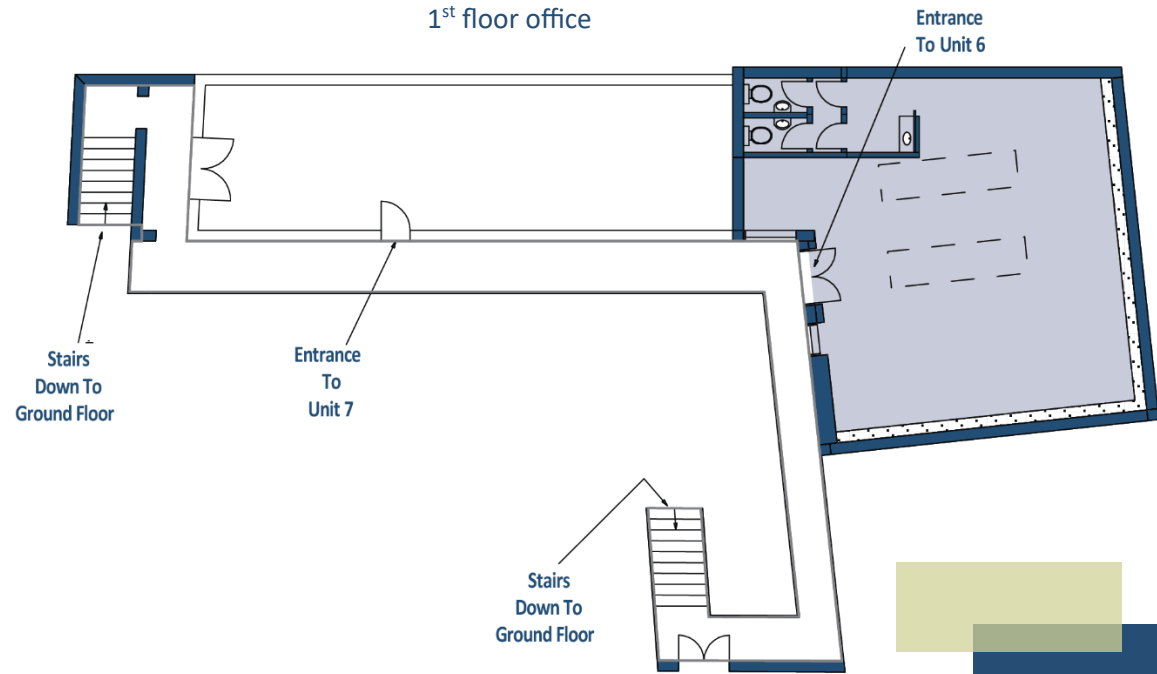 1st floor office
Entrance
To Unit 6
Stairs
Down To
Ground Floor
Entrance
To
Unit 7
Stairs
Down To
Ground Floor